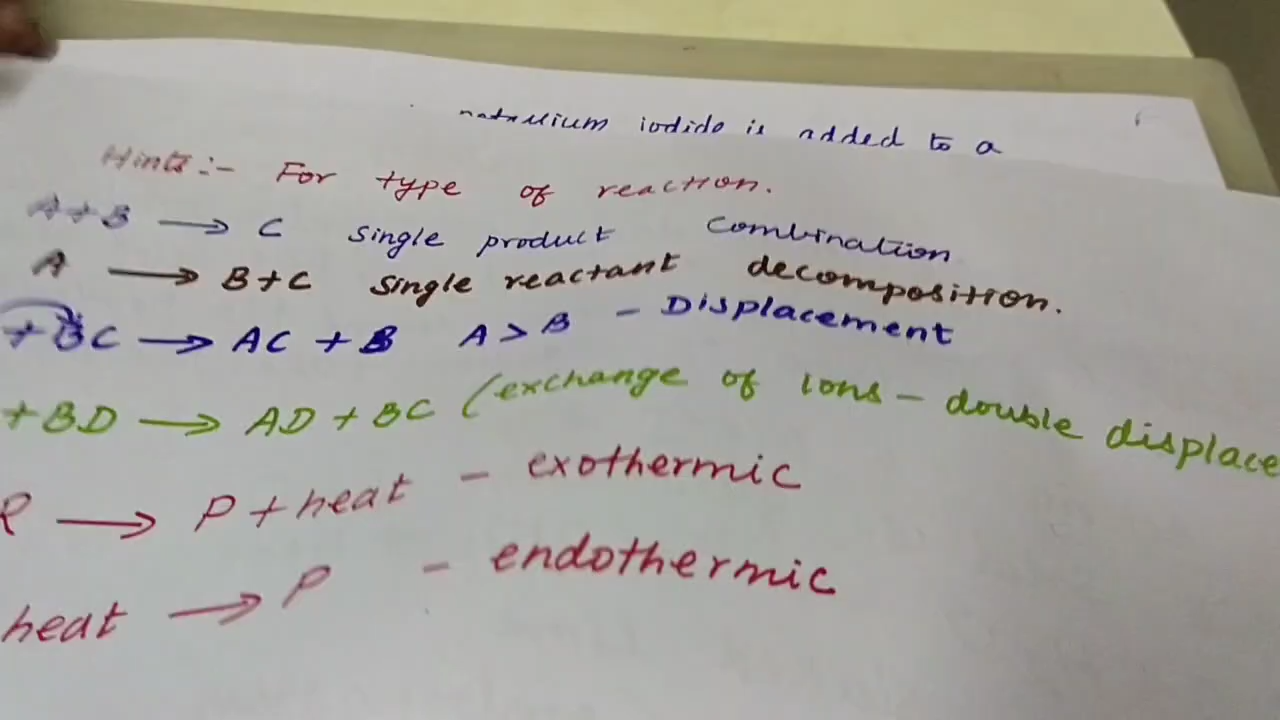 iodido is added to a
Hints:- For type of reaction.
A+B → C single product Combination
A → B+C single reactant decomposition.
+ BC → AC + B A > B - Displacement
+ BD → AD + BC (exchange of ions - double displace
R → P + heat - exothermic
heat → P - endothermic